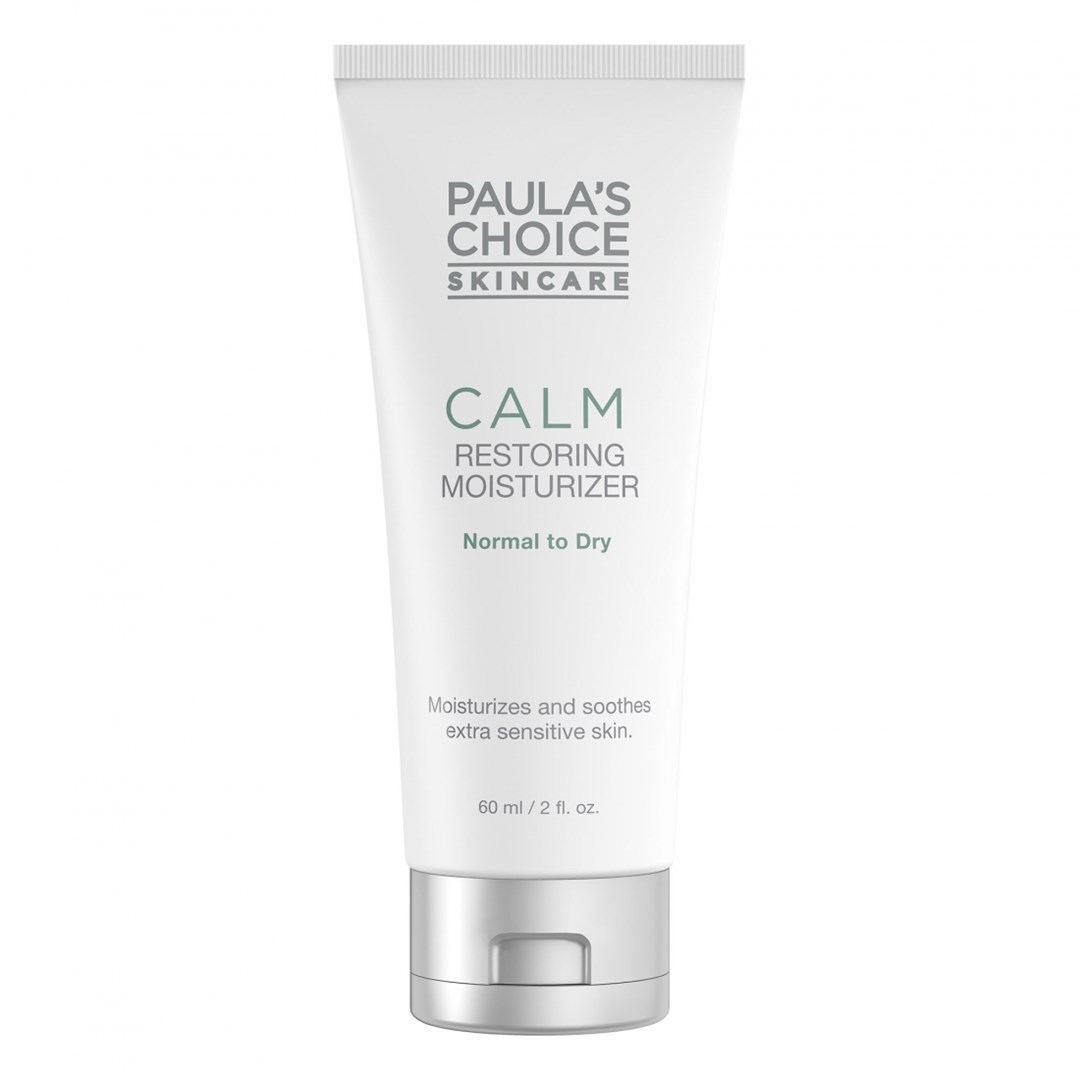 PAULA'S
CHOICE
SKINCARE
CALM
RESTORING
MOISTURIZER
Normal to Dry
Moisturizes and soothes
extra sensitive skin.
60 ml / 2 fl. oz.